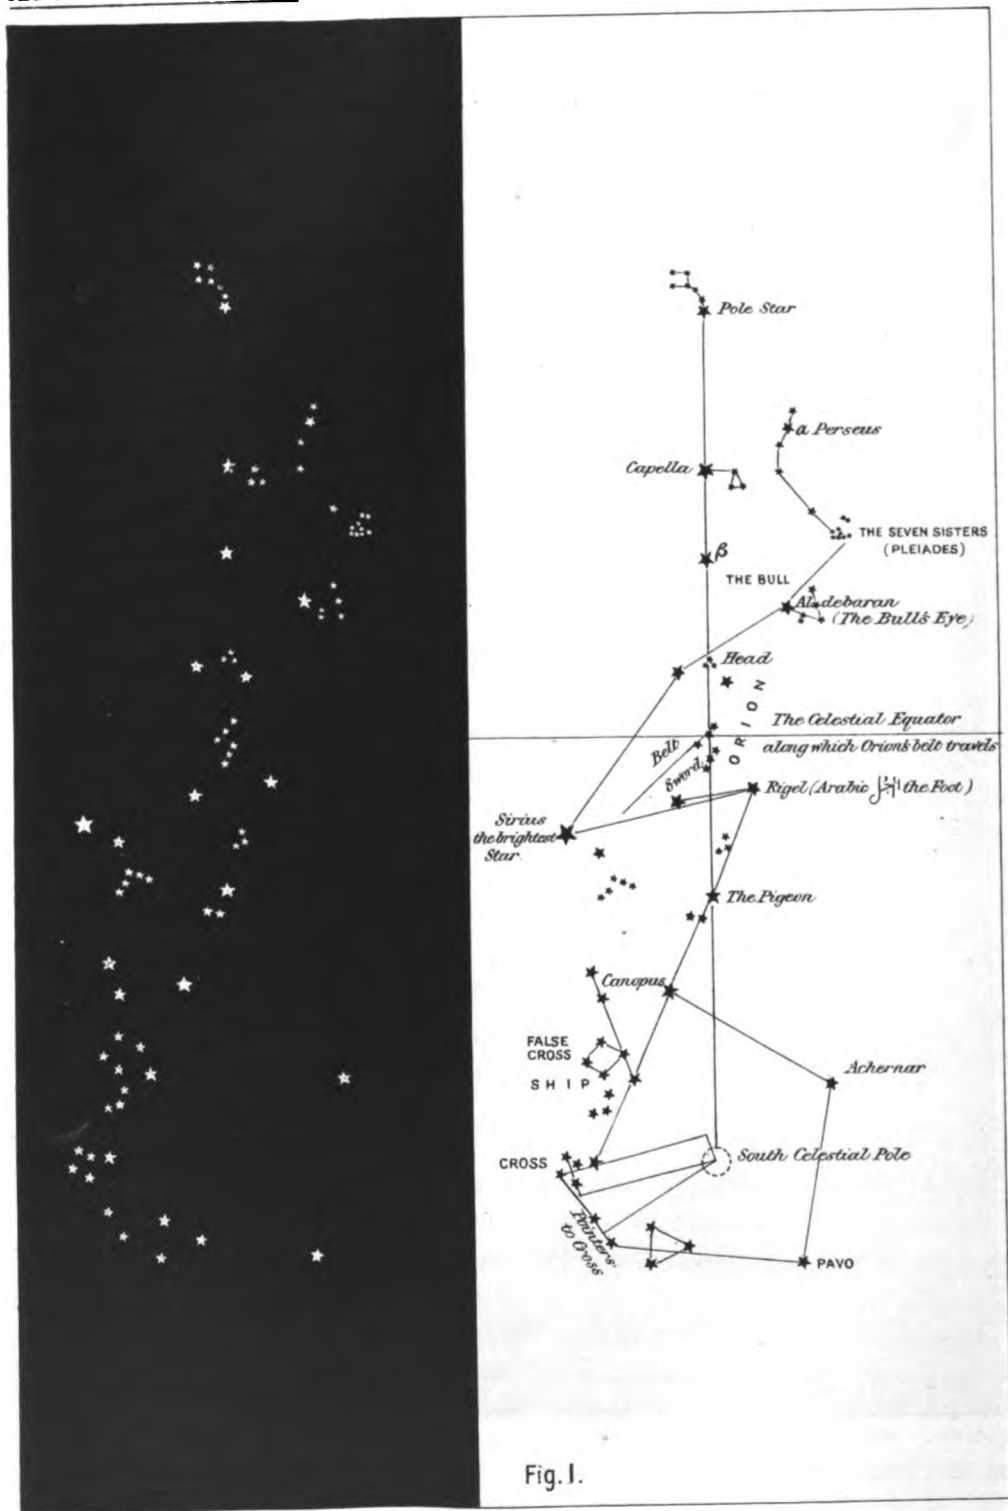 Pole Star
α Perseus
Capella
THE SEVEN SISTERS
(PLEIADES)
β
THE BULL
Aldebaran
(The Bull's Eye)
Head
ORION
The Celestial Equator
along which Orion's belt travels
Belt
Sword
Rigel (Arabic the Foot)
Sirius
the brightest
Star.
The Pigeon
Canopus
FALSE
CROSS
SHIP
Achernar
CROSS
South Celestial Pole
Pointers
to Cross
PAVO
Fig. 1.